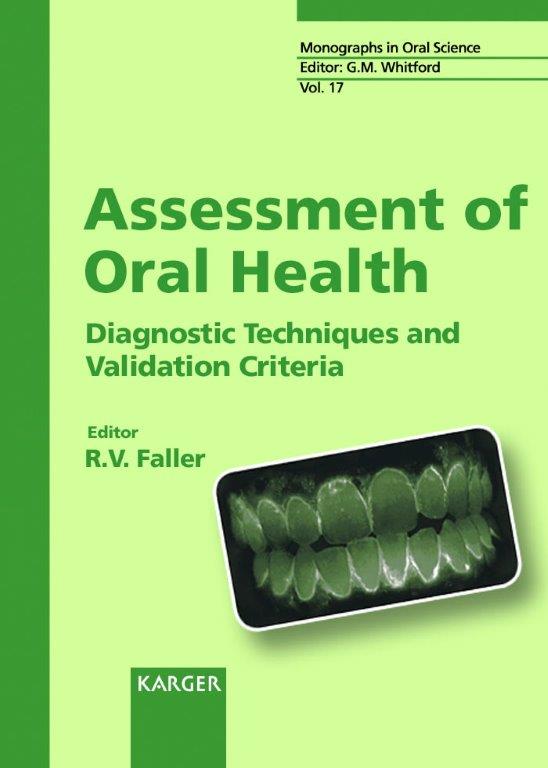 Monographs in Oral Science
Editor: G.M. Whitford
Vol. 17
Assessment of
Oral Health
Diagnostic Techniques and
Validation Criteria
Editor
R.V. Faller
KARGER